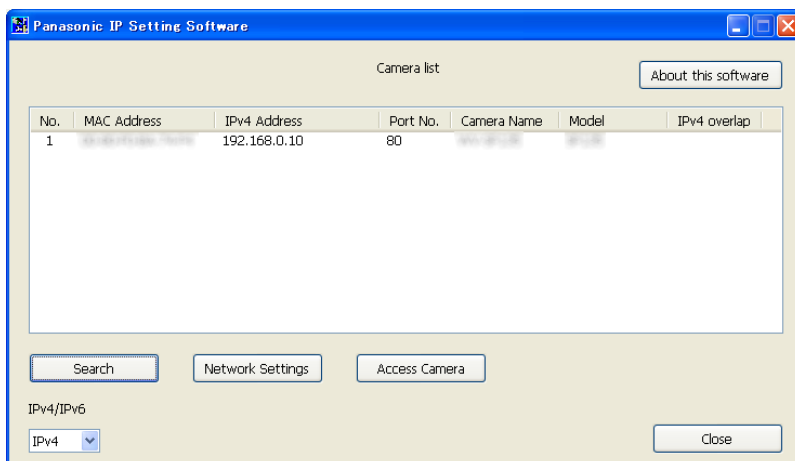 Panasonic IP Setting Software
Camera list
About this software
No. MAC Address IPv4 Address Port No. Camera Name Model IPv4 overlap
1 192.168.0.10 80
Search Network Settings Access Camera
IPv4/IPv6
IPv4
Close